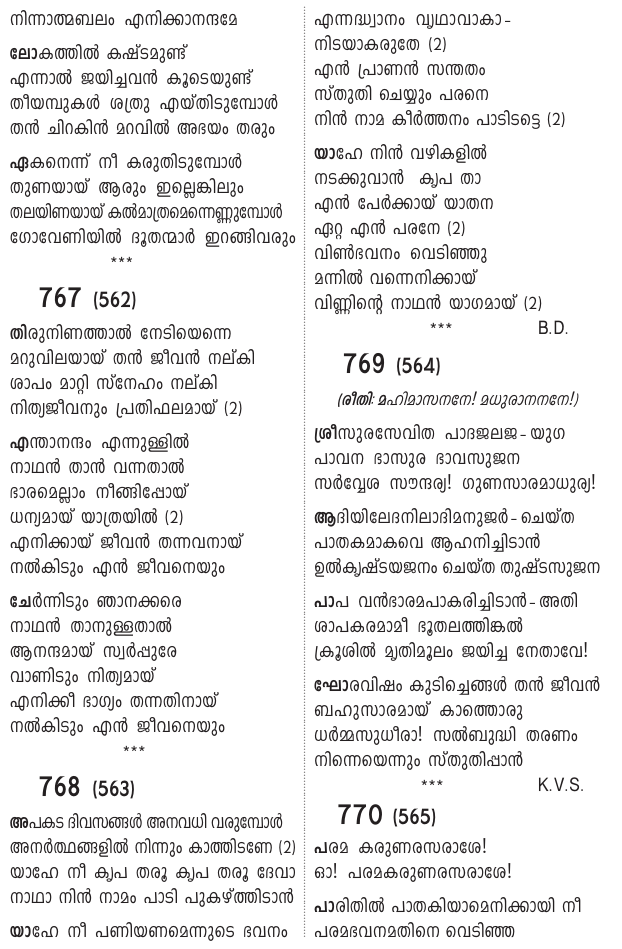 നിന്നാത്മബലം എനിക്കാനന്ദമേ
ലോകത്തിൽ കഷ്ടമുണ്ട്
എന്നാൽ ജയിച്ചവൻ കൂടെയുണ്ട്
തീയമ്പുകൾ ശത്രു എയ്തിടുമ്പോൾ
തൻ ചിറകിൻ മറവിൽ അഭയം തരും
ഏകനെന്ന് നീ കരുതിടുമ്പോൾ
തുണയായ് ആരും ഇല്ലെങ്കിലും
തലയിണയായ് കൽമാത്രമെന്നെണ്ണുമ്പോൾ
ഗോവേണിയിൽ ദൂതന്മാർ ഇറങ്ങിവരും
***
767 (562)
തിരുനിണത്താൽ നേടിയെന്നെ
മറുവിലയായ് തൻ ജീവൻ നല്കി
ശാപം മാറ്റി സ്നേഹം നല്കി
നിത്യജീവനും പ്രതിഫലമായ് (2)
എന്താനന്ദം എന്നുള്ളിൽ
നാഥൻ താൻ വന്നതാൽ
ഭാരമെല്ലാം നീങ്ങിപ്പോയ്
ധന്യമായ് യാത്രയിൽ (2)
എനിക്കായ് ജീവൻ തന്നവനായ്
നൽകിടും എൻ ജീവനെയും
ചേർന്നിടും ഞാനക്കരെ
നാഥൻ താനുള്ളതാൽ
ആനന്ദമായ് സ്വർപ്പുരേ
വാണിടും നിത്യമായ്
എനിക്കീ ഭാഗ്യം തന്നതിനായ്
നൽകിടും എൻ ജീവനെയും
***
768 (563)
അപകട ദിവസങ്ങൾ അനവധി വരുമ്പോൾ
അനർത്ഥങ്ങളിൽ നിന്നും കാത്തിടണേ (2)
യാഹേ നീ കൃപ തരൂ കൃപ തരൂ ദേവാ
നാഥാ നിൻ നാമം പാടി പുകഴ്ത്തിടാൻ
യാഹേ നീ പണിയണമെന്നുടെ ഭവനം
എന്നദ്ധ്വാനം വൃഥാവാകാ-
നിടയാകരുതേ (2)
എൻ പ്രാണൻ സന്തതം
സ്തുതി ചെയ്യും പരനെ
നിൻ നാമ കീർത്തനം പാടിടട്ടെ (2)
യാഹേ നിൻ വഴികളിൽ
നടക്കുവാൻ കൃപ താ
എൻ പേർക്കായ് യാതന
ഏറ്റ എൻ പരനേ (2)
വിൺഭവനം വെടിഞ്ഞു
മന്നിൽ വന്നെനിക്കായ്
വിണ്ണിന്റെ നാഥൻ യാഗമായ് (2)
*** B.D.
769 (564)
(രീതി: മഹിമാസനനേ! മധുരാനനനേ!)
ശ്രീസുരസേവിത പാദജലജ-യുഗ
പാവന ഭാസുര ഭാവസുജന
സർവ്വേശ സൗന്ദര്യ! ഗുണസാരമാധുര്യ!
ആദിയിലേദനിലാദിമനുജർ-ചെയ്ത
പാതകമാകവെ ആഹനിച്ചിടാൻ
ഉൽകൃഷ്ടയജനം ചെയ്ത തുഷ്ടസുജന
പാപ വൻഭാരമപാകരിച്ചിടാൻ-അതി
ശാപകരമാമീ ഭൂതലത്തിങ്കൽ
ക്രൂശിൽ മൃതിമൂലം ജയിച്ച നേതാവേ!
ഘോരവിഷം കുടിച്ചെങ്ങൾ തൻ ജീവൻ
ബഹുസാരമായ് കാത്തൊരു
ധർമ്മസുധീരാ! സൽബുദ്ധി തരണം
നിന്നെയെന്നും സ്തുതിപ്പാൻ
*** K.V.S.
770 (565)
പരമ കരുണരസരാശേ!
ഓ! പരമകരുണരസരാശേ!
പാരിതിൽ പാതകിയാമെനിക്കായി നീ
പരമഭവനമതിനെ വെടിഞ്ഞ